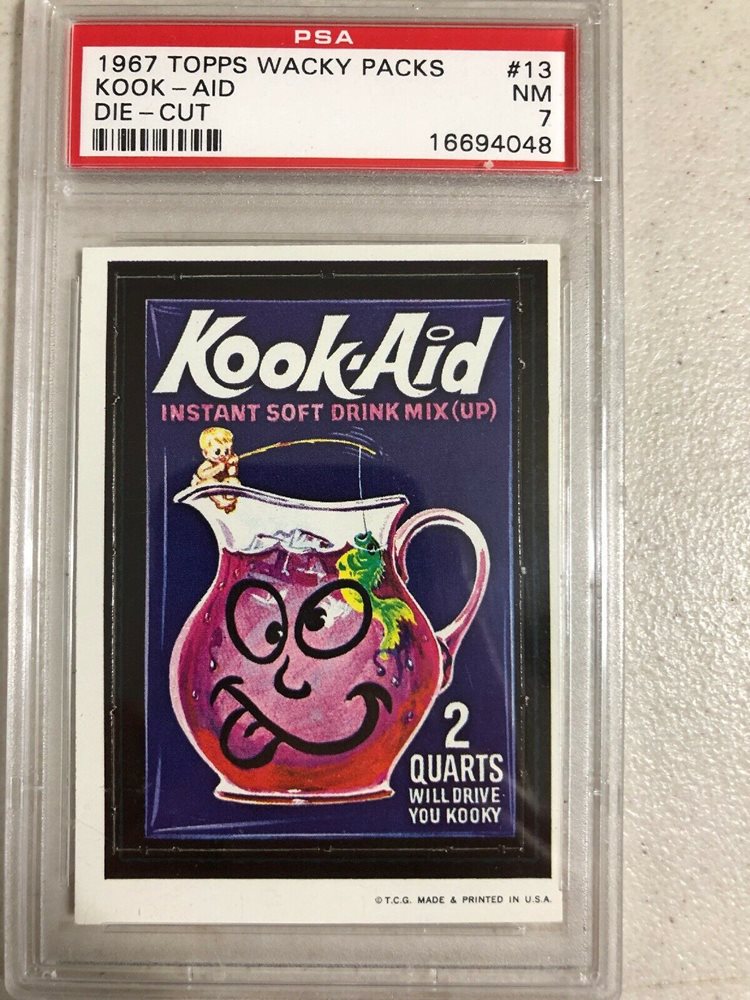 PSA
1967 TOPPS WACKY PACKS #13
KOOK-AID NM
DIE-CUT 7
16694048
Kook-Aid
INSTANT SOFT DRINK MIX (UP)
2
QUARTS
WILL DRIVE
YOU KOOKY
© T.C.G. MADE & PRINTED IN U.S.A.